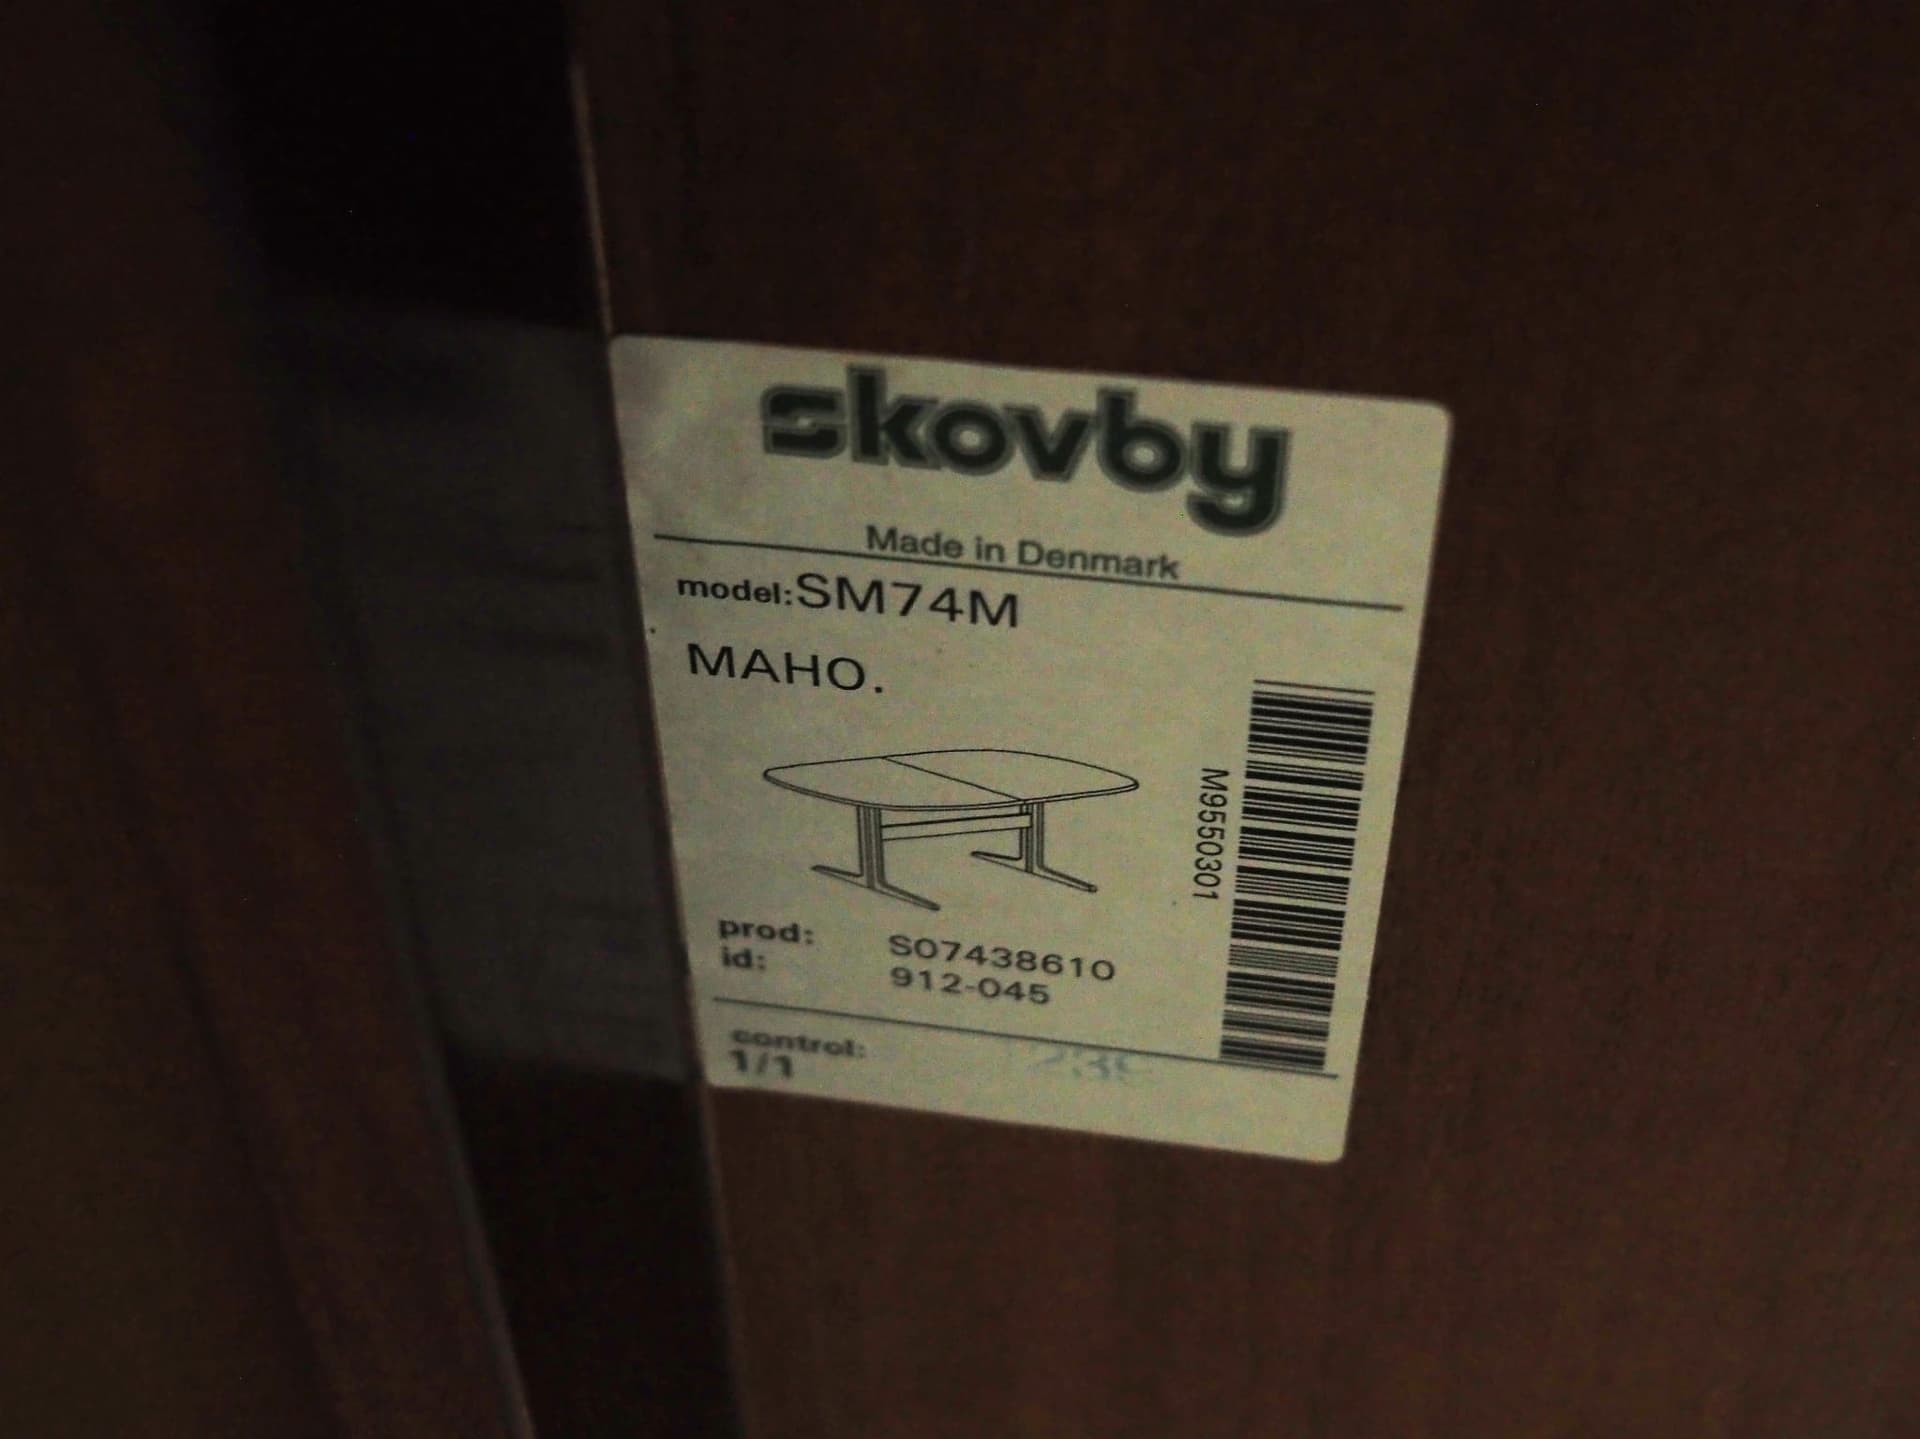 skovby
Made in Denmark
model:SM74M
MAHO.
M9550301
prod: S07438610
id: 912-045
control:
1/1